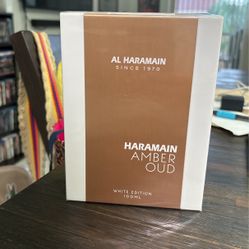 AL HARAMAIN
SINCE 1970
HARAMAIN
AMBER
OUD
WHITE EDITION
100ML